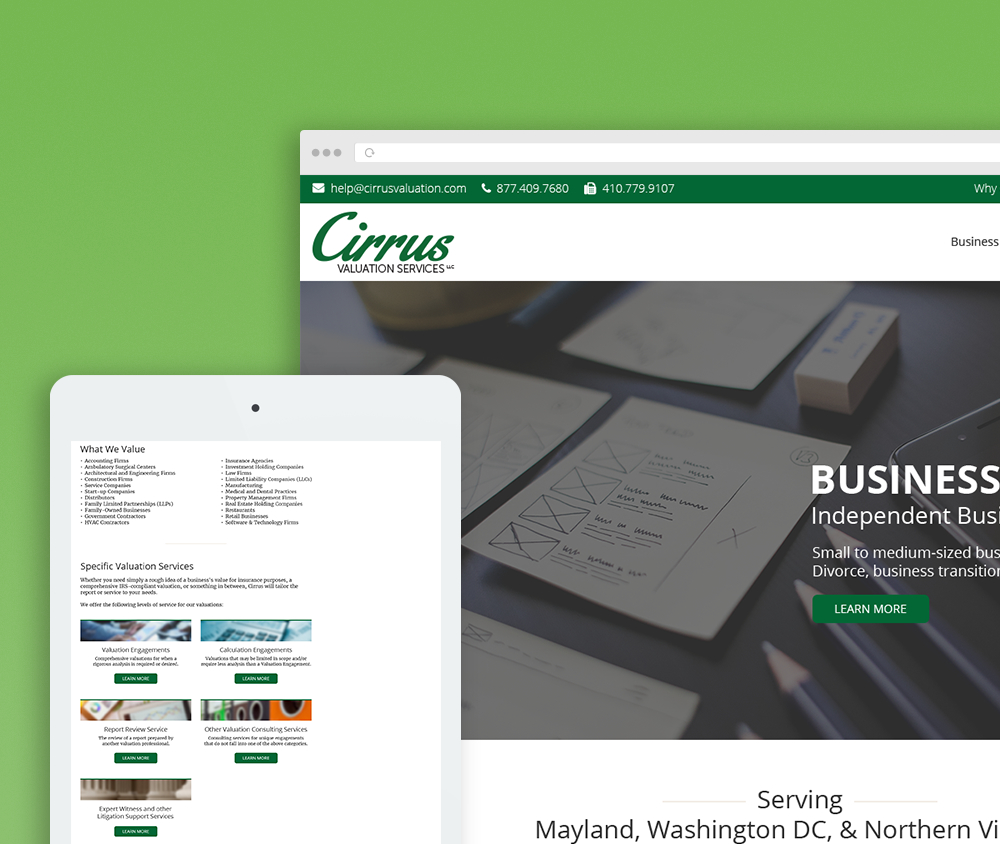 help@cirrusvaluation.com 877.409.7680 410.779.9107 Why
Cirrus
VALUATION SERVICES LLC
Business
BUSINESS
Independent Busi
Small to medium-sized bus
Divorce, business transition
LEARN MORE
Serving
Mayland, Washington DC, & Northern Vi
What We Value
• Accounting Firms
• Ambulatory Surgical Centers
• Architectural and Engineering Firms
• Construction Firms
• Service Companies
• Start-up Companies
• Distributors
• Family Limited Partnerships (LLPs)
• Family-Owned Businesses
• Government Contractors
• HVAC Contractors
• Insurance Agencies
• Investment Holding Companies
• Law Firms
• Limited Liability Companies (LLCs)
• Manufacturing
• Medical and Dental Practices
• Property Management Firms
• Real Estate Holding Companies
• Restaurants
• Retail Businesses
• Software & Technology Firms
Specific Valuation Services
Whether you need simply a rough idea of a business's value for insurance purposes, a
comprehensive IRS-compliant valuation, or something in between, Cirrus will tailor the
report or service to your needs.
We offer the following levels of service for our valuations:
Valuation Engagements
Comprehensive valuations for when a
rigorous analysis is required or desired.
LEARN MORE
Calculation Engagements
Valuations that may be limited in scope and/or
require less analysis than a Valuation Engagement.
LEARN MORE
Report Review Service
The review of a report prepared by
another valuation professional.
LEARN MORE
Other Valuation Consulting Services
Consulting services for unique engagements
that do not fall into one of the above categories.
LEARN MORE
Expert Witness and other
Litigation Support Services
LEARN MORE